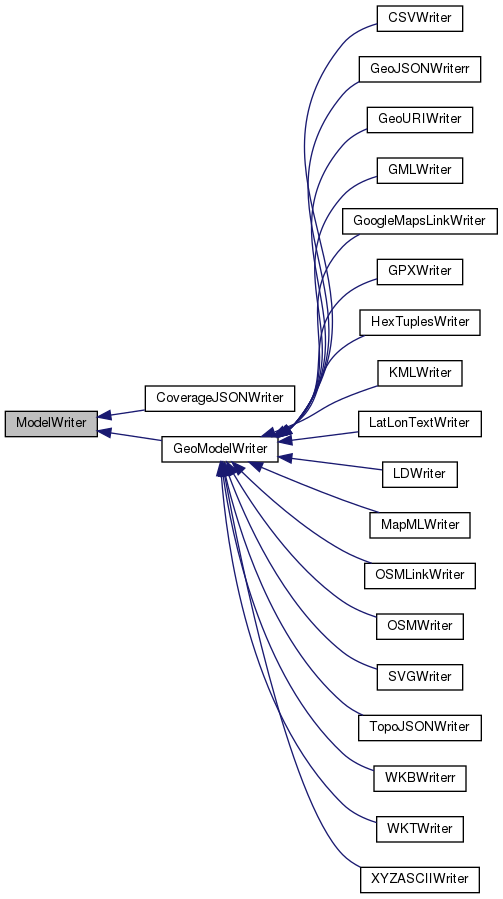 CSVWriter
GeoJSONWriterr
GeoURIWriter
GMLWriter
GoogleMapsLinkWriter
GPXWriter
HexTuplesWriter
KMLWriter
CoverageJSONWriter
ModelWriter
LatLonTextWriter
GeoModelWriter
LDWriter
MapMLWriter
OSMLinkWriter
OSMWriter
SVGWriter
TopoJSONWriter
WKBWriterr
WKTWriter
XYZASCIIWriter